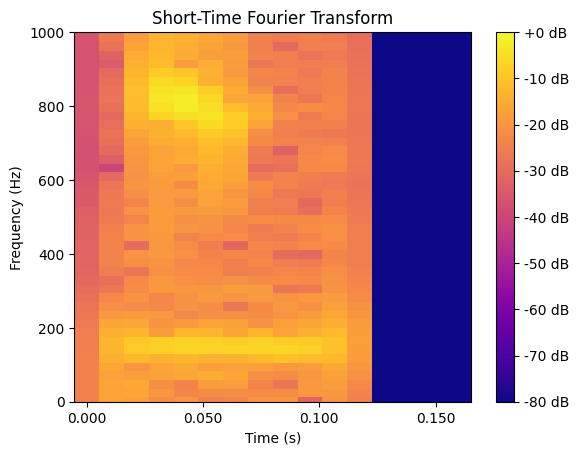 Short-Time Fourier Transform
1000
800
600
400
200
0
Frequency (Hz)
0.000
0.050
0.100
0.150
Time (s)
+0 dB
-10 dB
-20 dB
-30 dB
-40 dB
-50 dB
-60 dB
-70 dB
-80 dB